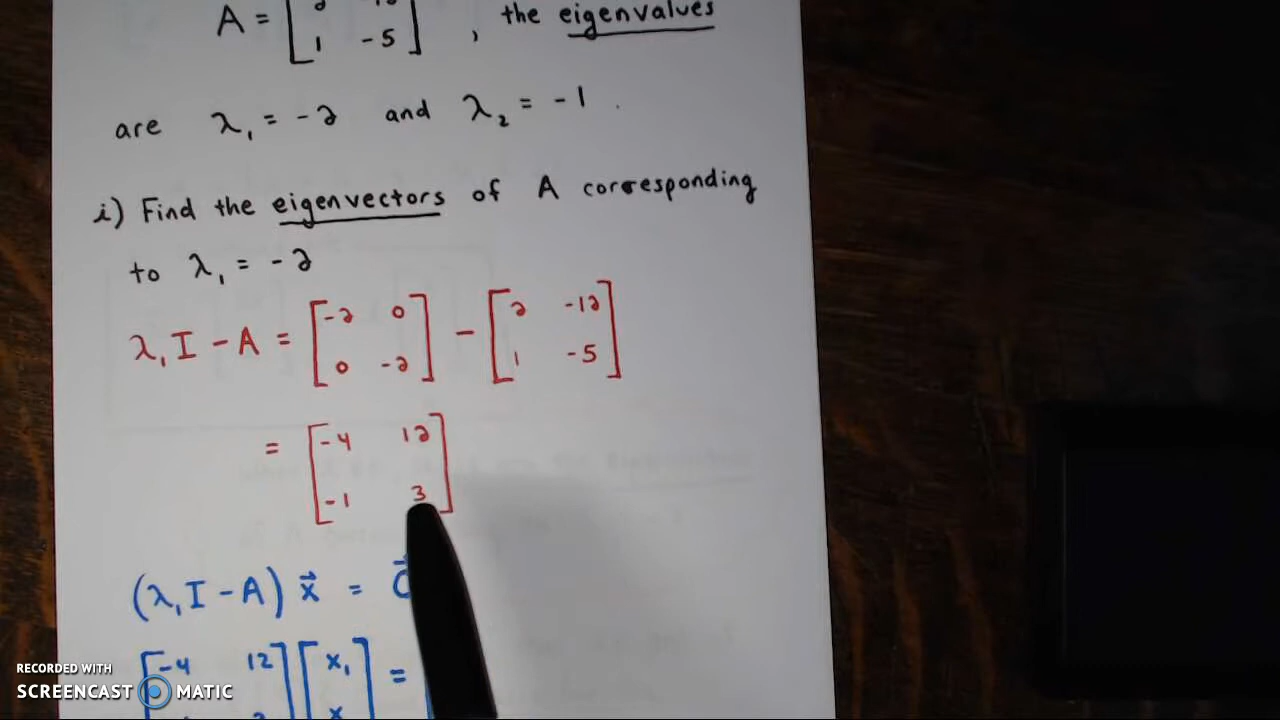 A = [ 2 -12
1 -5 ] , the eigenvalues
are λ₁ = -2 and λ₂ = -1 .
i) Find the eigenvectors of A corresponding
to λ₁ = -2
λ₁I - A = [ -2 0 ] - [ 2 -12 ]
[ 0 -2 ] [ 1 -5 ]
= [ -4 12 ]
[ -1 3 ]
(λ₁I - A) x⃗ =
[ -4 12 ] [ x₁ ] =
RECORDED WITH
SCREENCAST MATIC